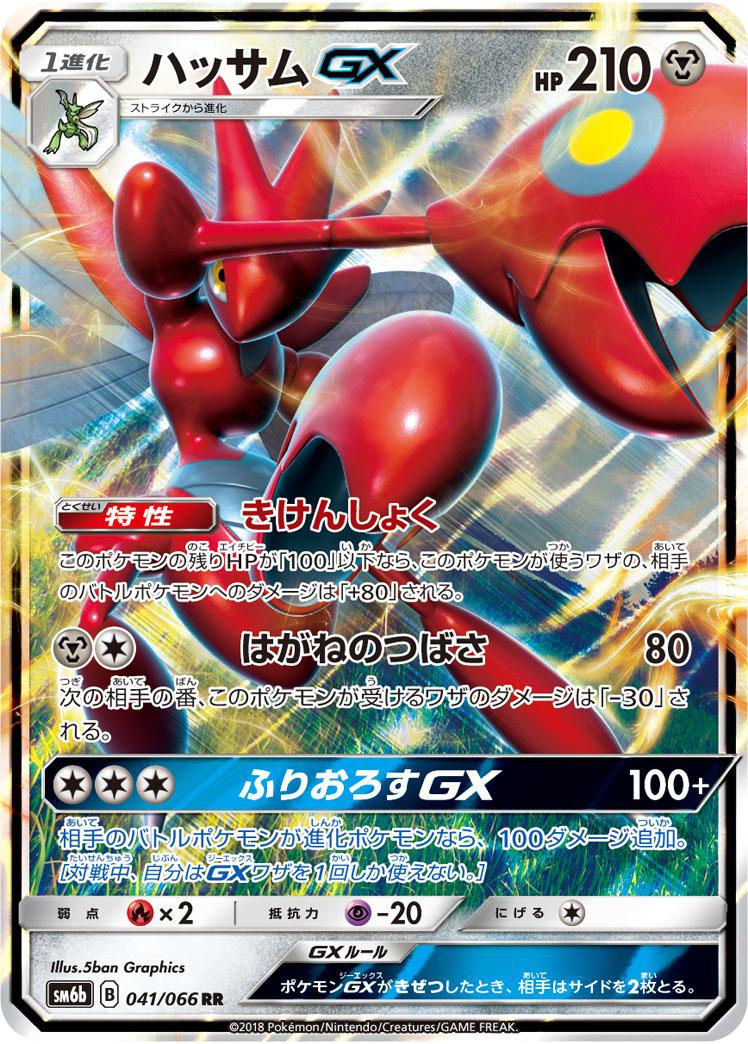 1進化
ハッサムGX
HP210
ストライクから進化
とくせい
特性 きけんしょく
このポケモンの残りHPが「100」以下なら、このポケモンが使うワザの、相手
のバトルポケモンへのダメージは「+80」される。
はがねのつばさ 80
次の相手の番、このポケモンが受けるワザのダメージは「-30」さ
れる。
ふりおろすGX 100+
相手のバトルポケモンが進化ポケモンなら、100ダメージ追加。
[対戦中、自分はGXワザを1回しか使えない。]
弱点 ×2 抵抗力 -20 にげる
GXルール
ポケモンGXがきぜつしたとき、相手はサイドを2枚とる。
Illus.5ban Graphics
SM6b B 041/066 RR
©2018 Pokémon/Nintendo/Creatures/GAME FREAK.